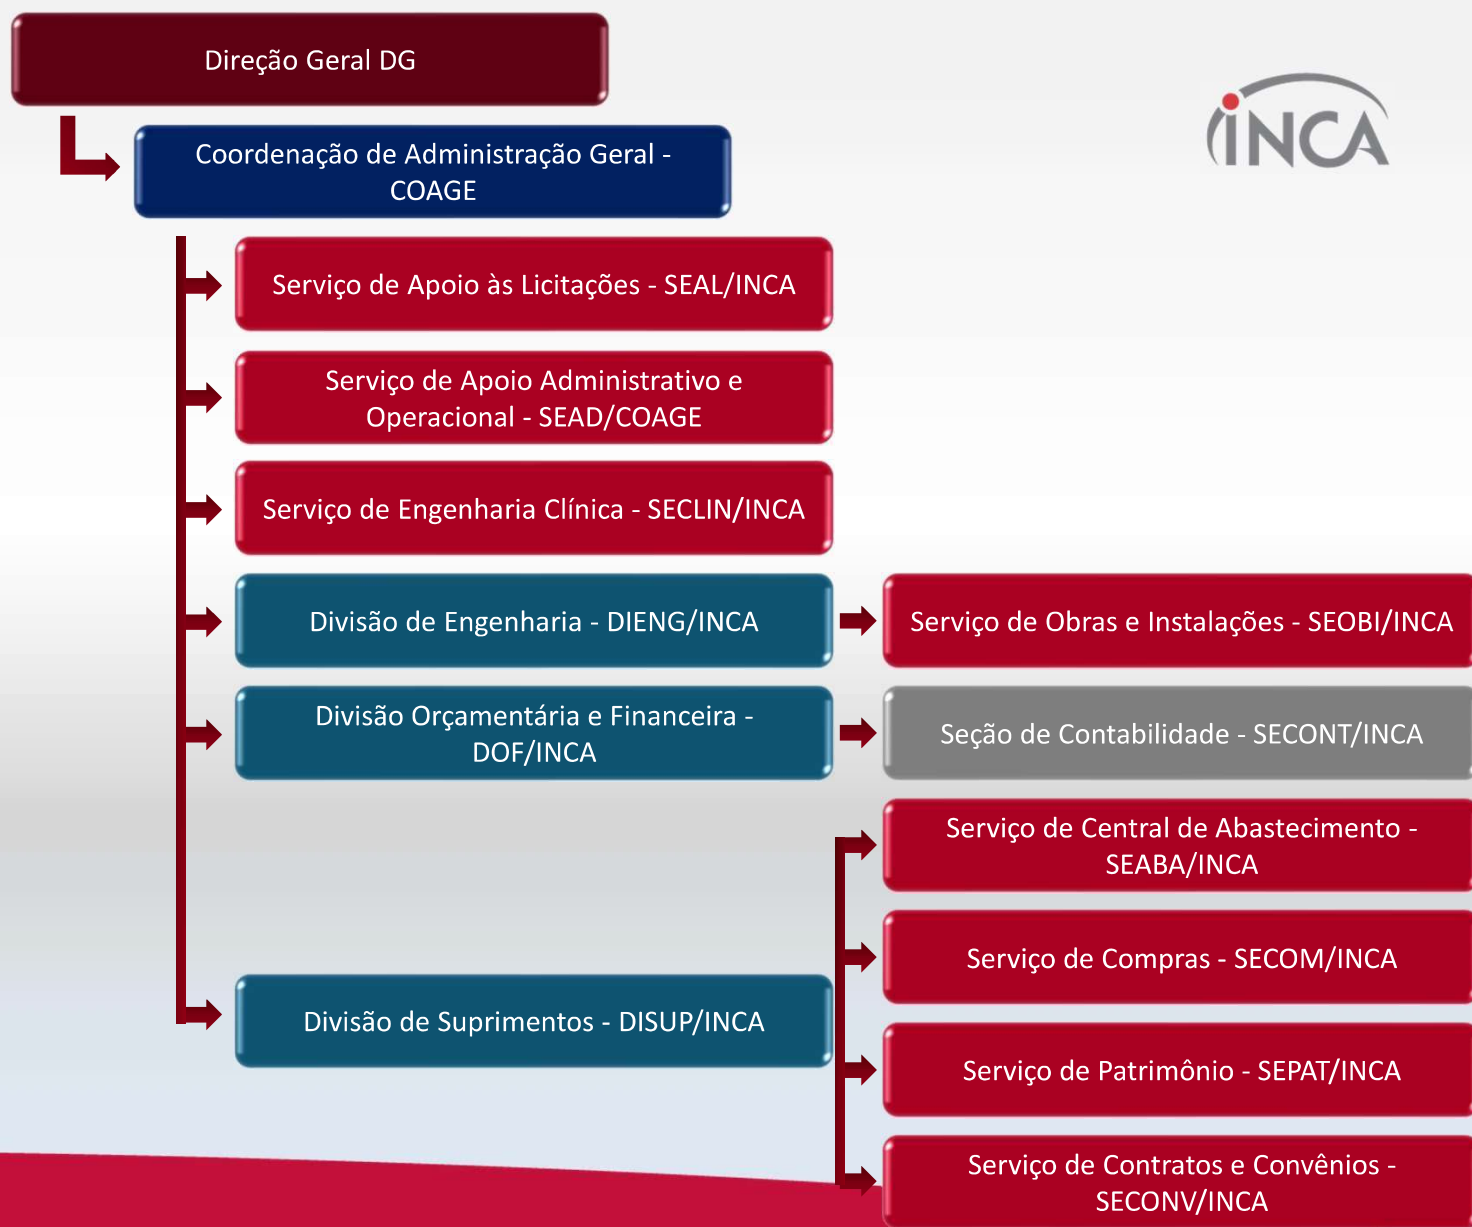 Direção Geral DG
INCA
Coordenação de Administração Geral -
COAGE
Serviço de Apoio às Licitações - SEAL/INCA
Serviço de Apoio Administrativo e
Operacional - SEAD/COAGE
Serviço de Engenharia Clínica - SECLIN/INCA
Divisão de Engenharia - DIENG/INCA
Serviço de Obras e Instalações - SEOBI/INCA
Divisão Orçamentária e Financeira -
DOF/INCA
Seção de Contabilidade - SECONT/INCA
Divisão de Suprimentos - DISUP/INCA
Serviço de Central de Abastecimento -
SEABA/INCA
Serviço de Compras - SECOM/INCA
Serviço de Patrimônio - SEPAT/INCA
Serviço de Contratos e Convênios -
SECONV/INCA